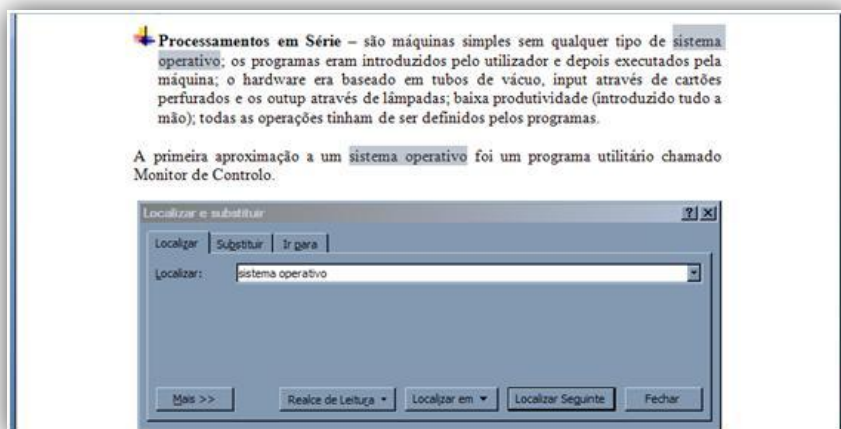 Processamentos em Série – são máquinas simples sem qualquer tipo de sistema
operativo; os programas eram introduzidos pelo utilizador e depois executados pela
máquina; o hardware era baseado em tubos de vácuo, input através de cartões
perfurados e os outup através de lâmpadas; baixa produtividade (introduzido tudo a
mão); todas as operações tinham de ser definidos pelos programas.
A primeira aproximação a um sistema operativo foi um programa utilitário chamado
Monitor de Controlo.
Localizar e substituir
Localizar Substituir Ir para
Localizar: sistema operativo
Mais >> Realce de Leitura Localizar em Localizar Seguinte Fechar